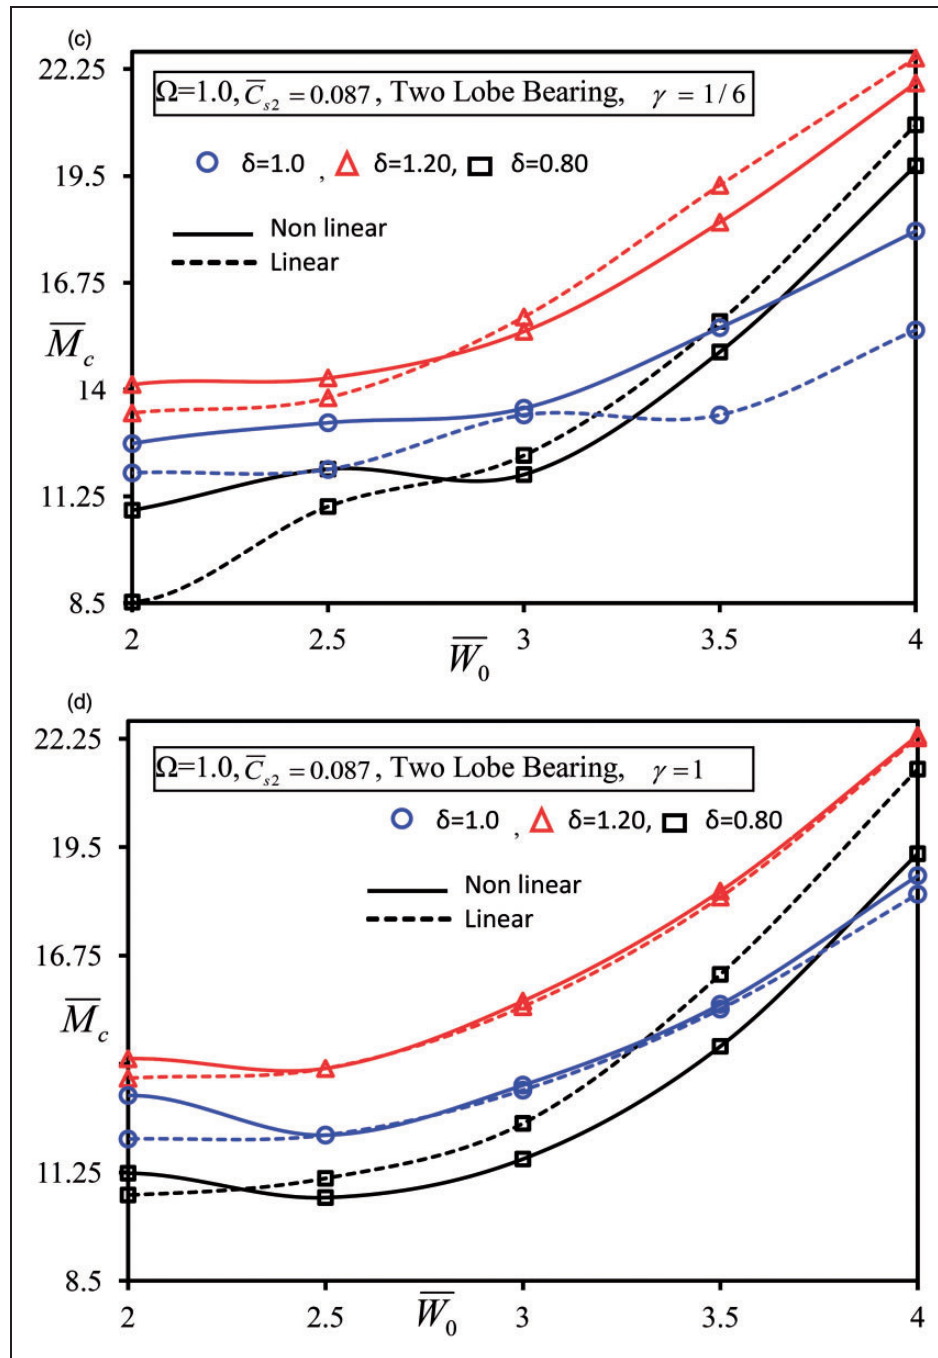 (c)
22.25
Ω=1.0, C̅s2 = 0.087, Two Lobe Bearing, γ = 1/6
19.5
δ=1.0 , δ=1.20, δ=0.80
Non linear
Linear
16.75
M̅c
14
11.25
8.5
2 2.5 3 3.5 4
W̅0
(d)
22.25
Ω=1.0, C̅s2 = 0.087, Two Lobe Bearing, γ = 1
δ=1.0 , δ=1.20, δ=0.80
19.5
Non linear
Linear
16.75
M̅c
11.25
8.5
2 2.5 3 3.5 4
W̅0